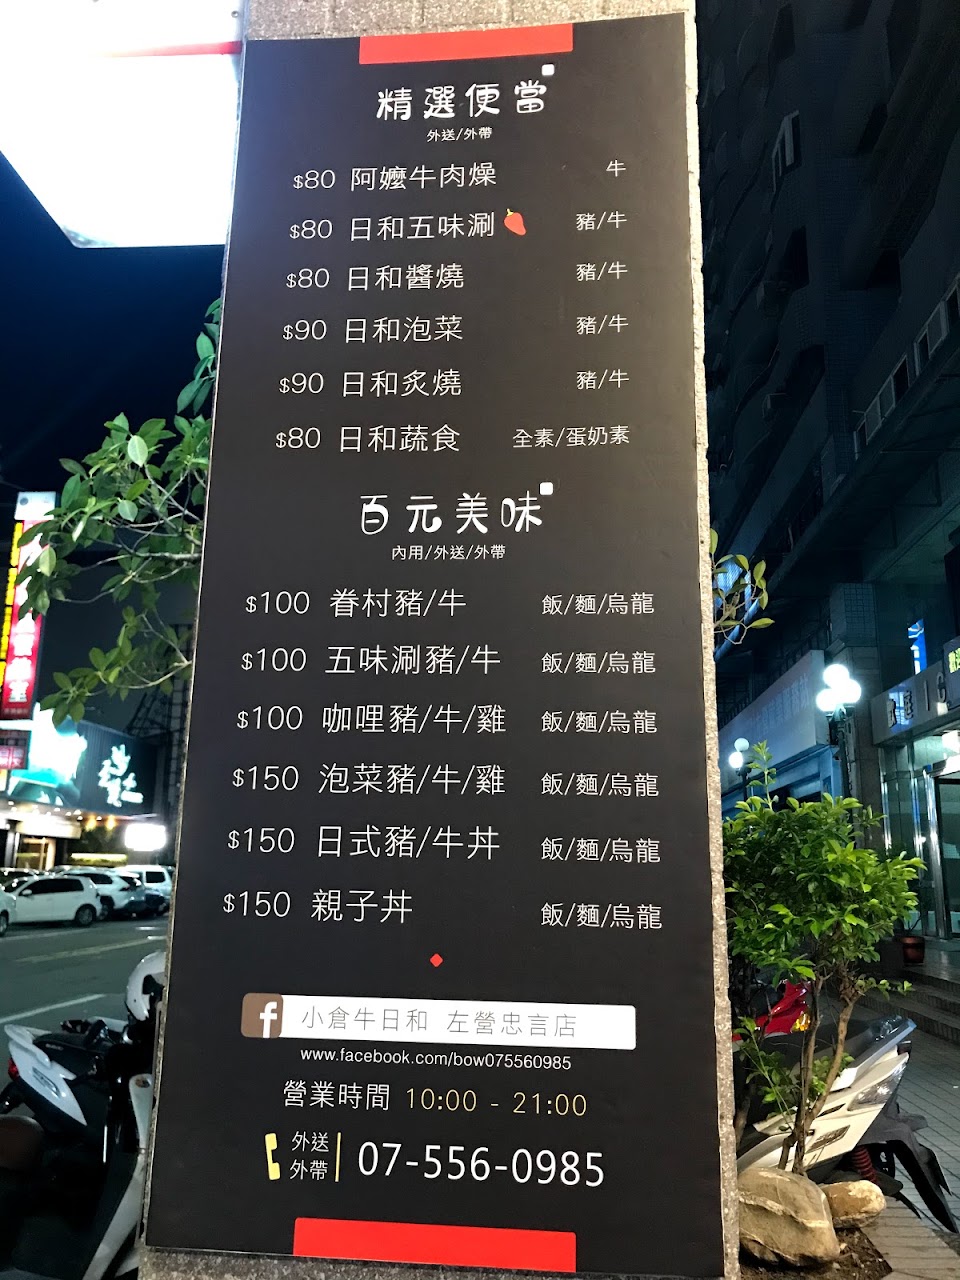 精選便當
外送/外帶
$80 阿嬤牛肉燥 牛
$80 日和五味涮 豬/牛
$80 日和醬燒 豬/牛
$90 日和泡菜 豬/牛
$90 日和炙燒 豬/牛
$80 日和蔬食 全素/蛋奶素
百元美味
內用/外送/外帶
$100 眷村豬/牛 飯/麵/烏龍
$100 五味涮豬/牛 飯/麵/烏龍
$100 咖哩豬/牛/雞 飯/麵/烏龍
$150 泡菜豬/牛/雞 飯/麵/烏龍
$150 日式豬/牛丼 飯/麵/烏龍
$150 親子丼 飯/麵/烏龍
f 小倉牛日和 左營忠言店
www.facebook.com/bow075560985
營業時間 10:00 - 21:00
外送
外帶
07-556-0985